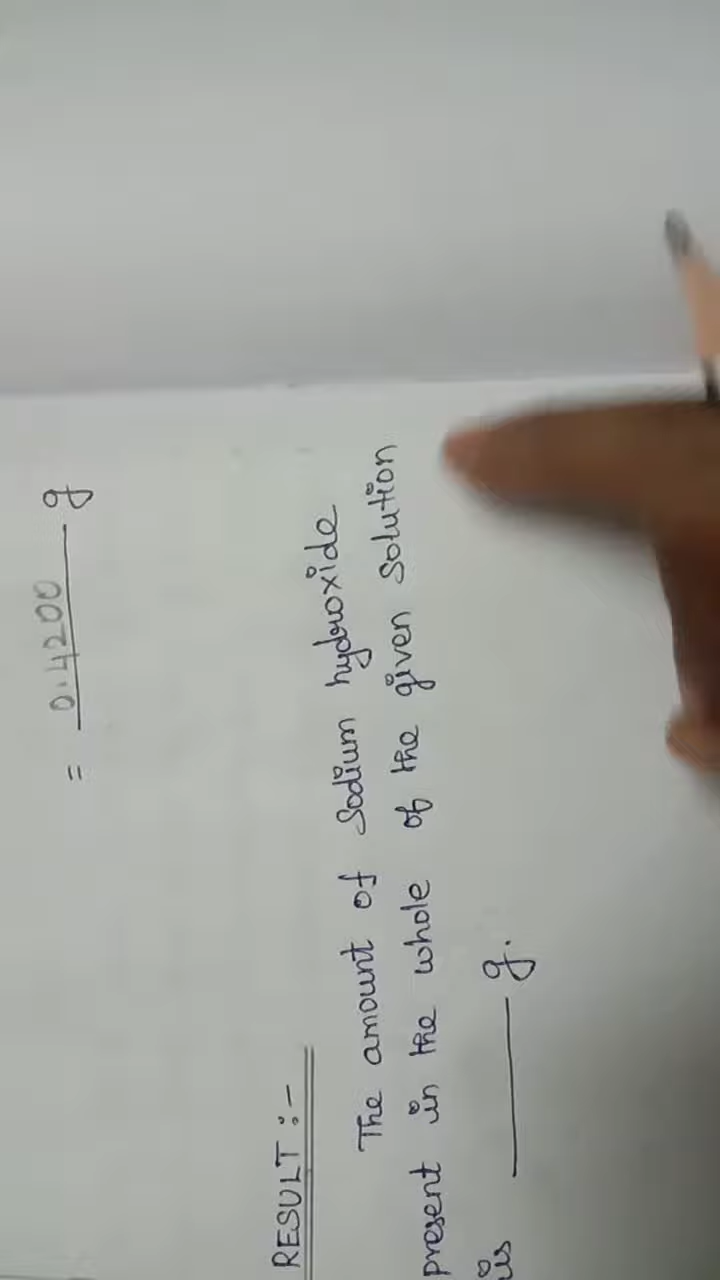 = 0.4200 g
RESULT :-
The amount of Sodium hydroxide
present in the whole of the given solution
is ______ g.